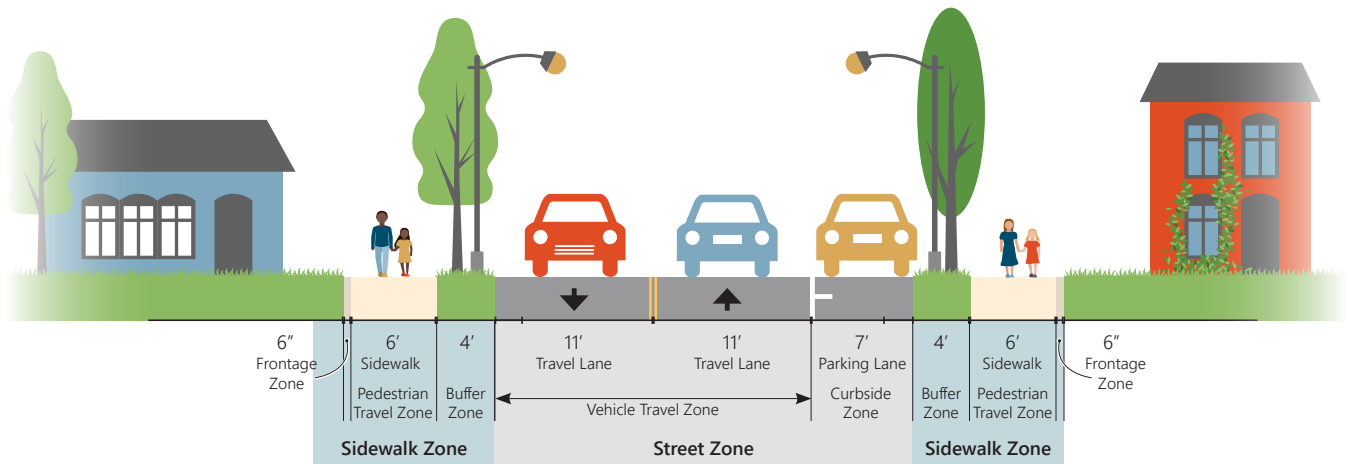 6”
Frontage
Zone
6’
Sidewalk
Pedestrian
Travel Zone
4’
Buffer
Zone
11’
Travel Lane
11’
Travel Lane
Vehicle Travel Zone
7’
Parking Lane
Curbside
Zone
4’
Buffer
Zone
6’
Sidewalk
Pedestrian
Travel Zone
6”
Frontage
Zone
Sidewalk Zone
Street Zone
Sidewalk Zone